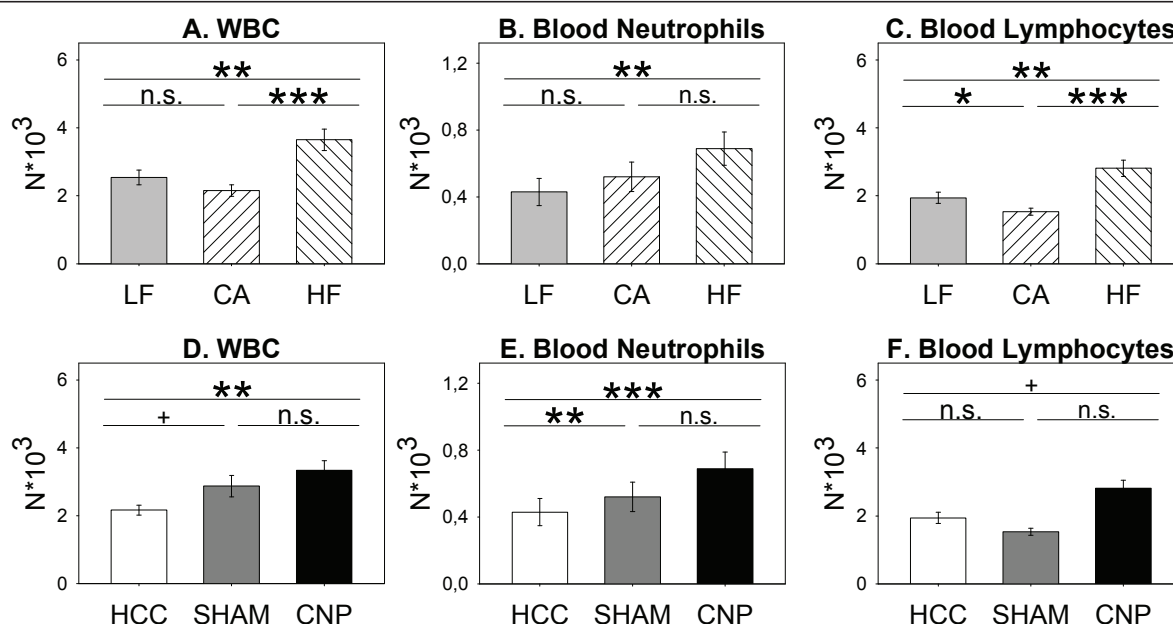 A. WBC
**
n.s. ***
N*10^3
6
4
2
0
LF CA HF
B. Blood Neutrophils
**
n.s. n.s.
N*10^3
1,2
0,8
0,4
0,0
LF CA HF
C. Blood Lymphocytes
**
* ***
N*10^3
6
4
2
0
LF CA HF
D. WBC
**
+ n.s.
N*10^3
6
4
2
0
HCC SHAM CNP
E. Blood Neutrophils
***
** n.s.
N*10^3
1,2
0,8
0,4
0,0
HCC SHAM CNP
F. Blood Lymphocytes
+
n.s. n.s.
N*10^3
6
4
2
0
HCC SHAM CNP